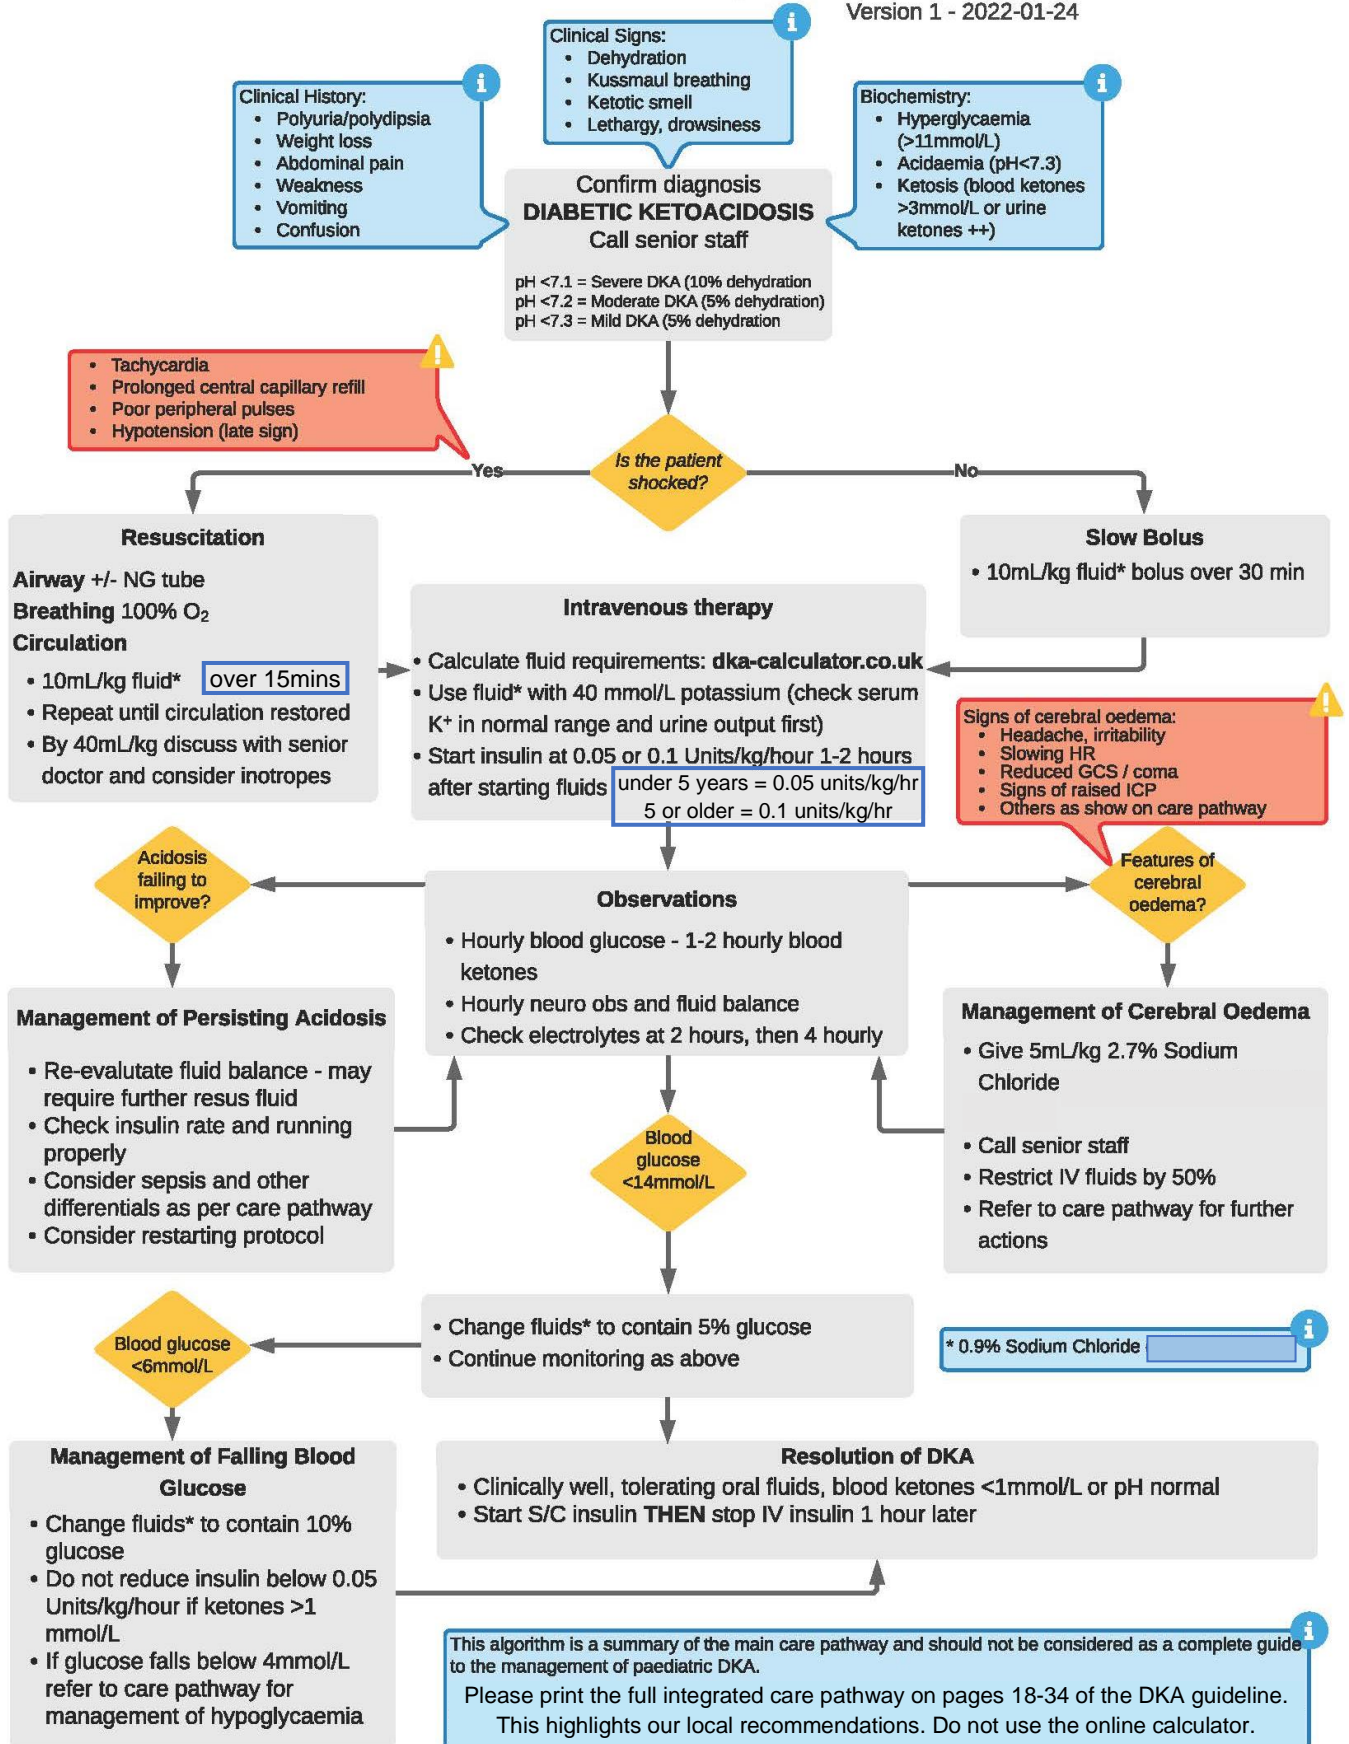 Version 1 - 2022-01-24
Clinical Signs:
• Dehydration
• Kussmaul breathing
• Ketotic smell
• Lethargy, drowsiness
Clinical History:
• Polyuria/polydipsia
• Weight loss
• Abdominal pain
• Weakness
• Vomiting
• Confusion
Biochemistry:
• Hyperglycaemia
(>11mmol/L)
• Acidaemia (pH<7.3)
• Ketosis (blood ketones
>3mmol/L or urine
ketones ++)
Confirm diagnosis
DIABETIC KETOACIDOSIS
Call senior staff
pH <7.1 = Severe DKA (10% dehydration
pH <7.2 = Moderate DKA (5% dehydration)
pH <7.3 = Mild DKA (5% dehydration
• Tachycardia
• Prolonged central capillary refill
• Poor peripheral pulses
• Hypotension (late sign)
Is the patient
shocked?
Yes
No
Resuscitation
Airway +/- NG tube
Breathing 100% O₂
Circulation
• 10mL/kg fluid* over 15mins
• Repeat until circulation restored
• By 40mL/kg discuss with senior
doctor and consider inotropes
Slow Bolus
• 10mL/kg fluid* bolus over 30 min
Intravenous therapy
• Calculate fluid requirements: dka-calculator.co.uk
• Use fluid* with 40 mmol/L potassium (check serum
K⁺ in normal range and urine output first)
• Start insulin at 0.05 or 0.1 Units/kg/hour 1-2 hours
after starting fluids
under 5 years = 0.05 units/kg/hr
5 or older = 0.1 units/kg/hr
Signs of cerebral oedema:
• Headache, irritability
• Slowing HR
• Reduced GCS / coma
• Signs of raised ICP
• Others as show on care pathway
Acidosis
failing to
improve?
Features of
cerebral
oedema?
Observations
• Hourly blood glucose - 1-2 hourly blood
ketones
• Hourly neuro obs and fluid balance
• Check electrolytes at 2 hours, then 4 hourly
Management of Persisting Acidosis
• Re-evalutate fluid balance - may
require further resus fluid
• Check insulin rate and running
properly
• Consider sepsis and other
differentials as per care pathway
• Consider restarting protocol
Management of Cerebral Oedema
• Give 5mL/kg 2.7% Sodium
Chloride
• Call senior staff
• Restrict IV fluids by 50%
• Refer to care pathway for further
actions
Blood
glucose
<14mmol/L
• Change fluids* to contain 5% glucose
• Continue monitoring as above
Blood glucose
<6mmol/L
* 0.9% Sodium Chloride
Management of Falling Blood
Glucose
• Change fluids* to contain 10%
glucose
• Do not reduce insulin below 0.05
Units/kg/hour if ketones >1
mmol/L
• If glucose falls below 4mmol/L
refer to care pathway for
management of hypoglycaemia
Resolution of DKA
• Clinically well, tolerating oral fluids, blood ketones <1mmol/L or pH normal
• Start S/C insulin THEN stop IV insulin 1 hour later
This algorithm is a summary of the main care pathway and should not be considered as a complete guide
to the management of paediatric DKA.
Please print the full integrated care pathway on pages 18-34 of the DKA guideline.
This highlights our local recommendations. Do not use the online calculator.